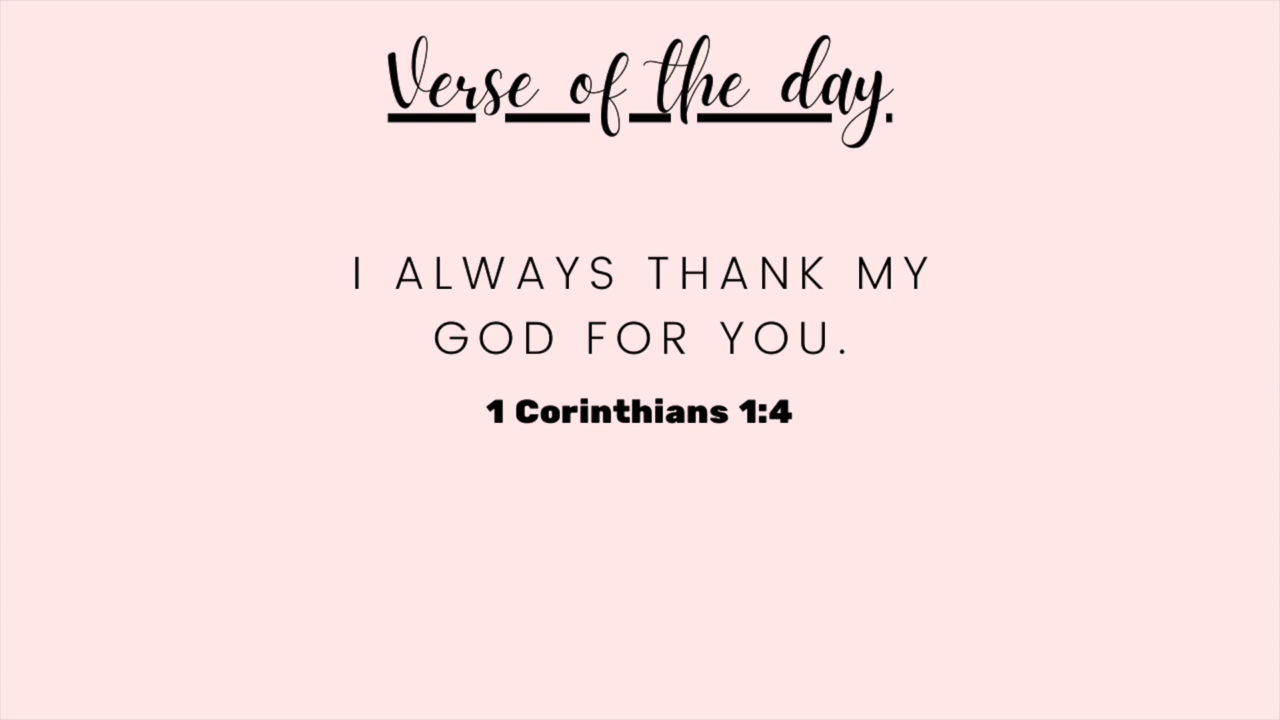 Verse of the day
I ALWAYS THANK MY
GOD FOR YOU.
1 Corinthians 1:4